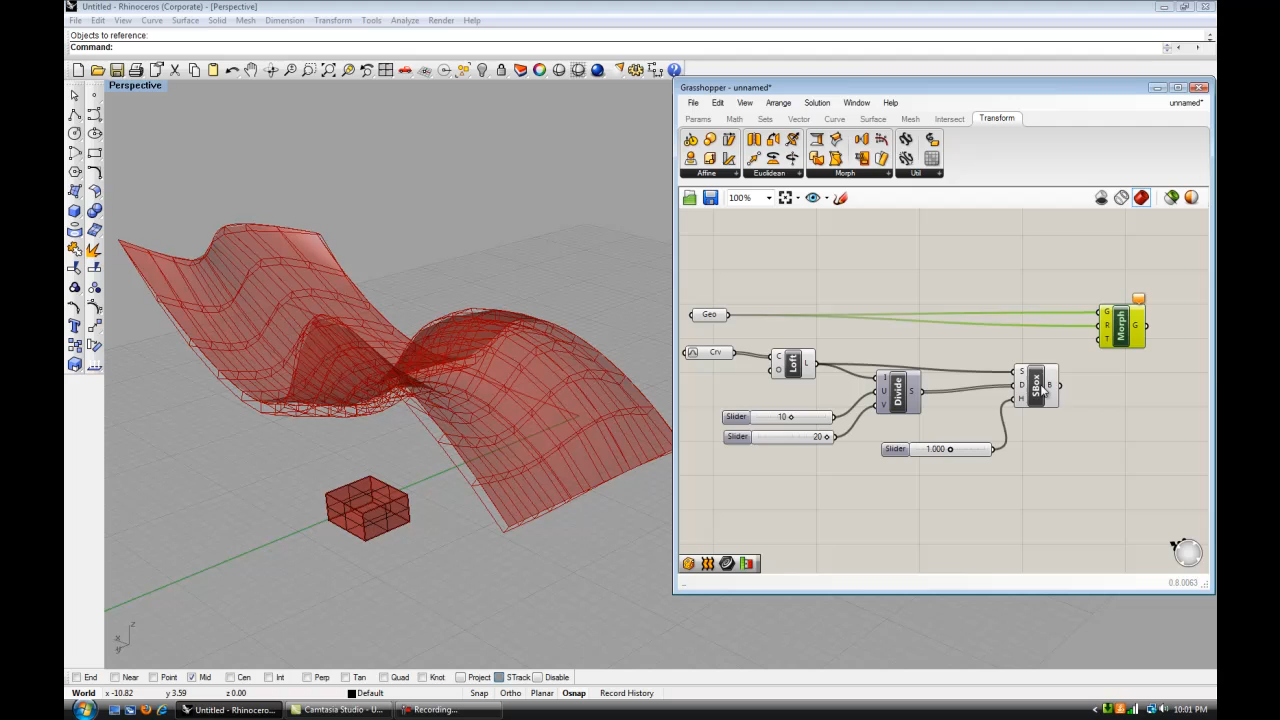 Untitled - Rhinoceros (Corporate) - [Perspective]
File Edit View Curve Surface Solid Mesh Dimension Transform Tools Analyze Render Help
Objects to reference:
Command:
Perspective
Grasshopper - unnamed*
File Edit View Arrange Solution Window Help unnamed*
Params Math Sets Vector Curve Surface Mesh Intersect Transform
Affine Euclidean Morph Util
100%
Geo
G R T Morph G
Crv
C O Loft L
I U V Divide S
S D H SBox B
Slider 10
Slider 20
Slider 1.000
0.8.0063
z
x
y
End Near Point Mid Cen Int Perp Tan Quad Knot Project STrack Disable
World x -10.82 y 3.59 z 0.00 Default Snap Ortho Planar Osnap Record History
Untitled - Rhinocero... Camtasia Studio - U... Recording... 10:01 PM